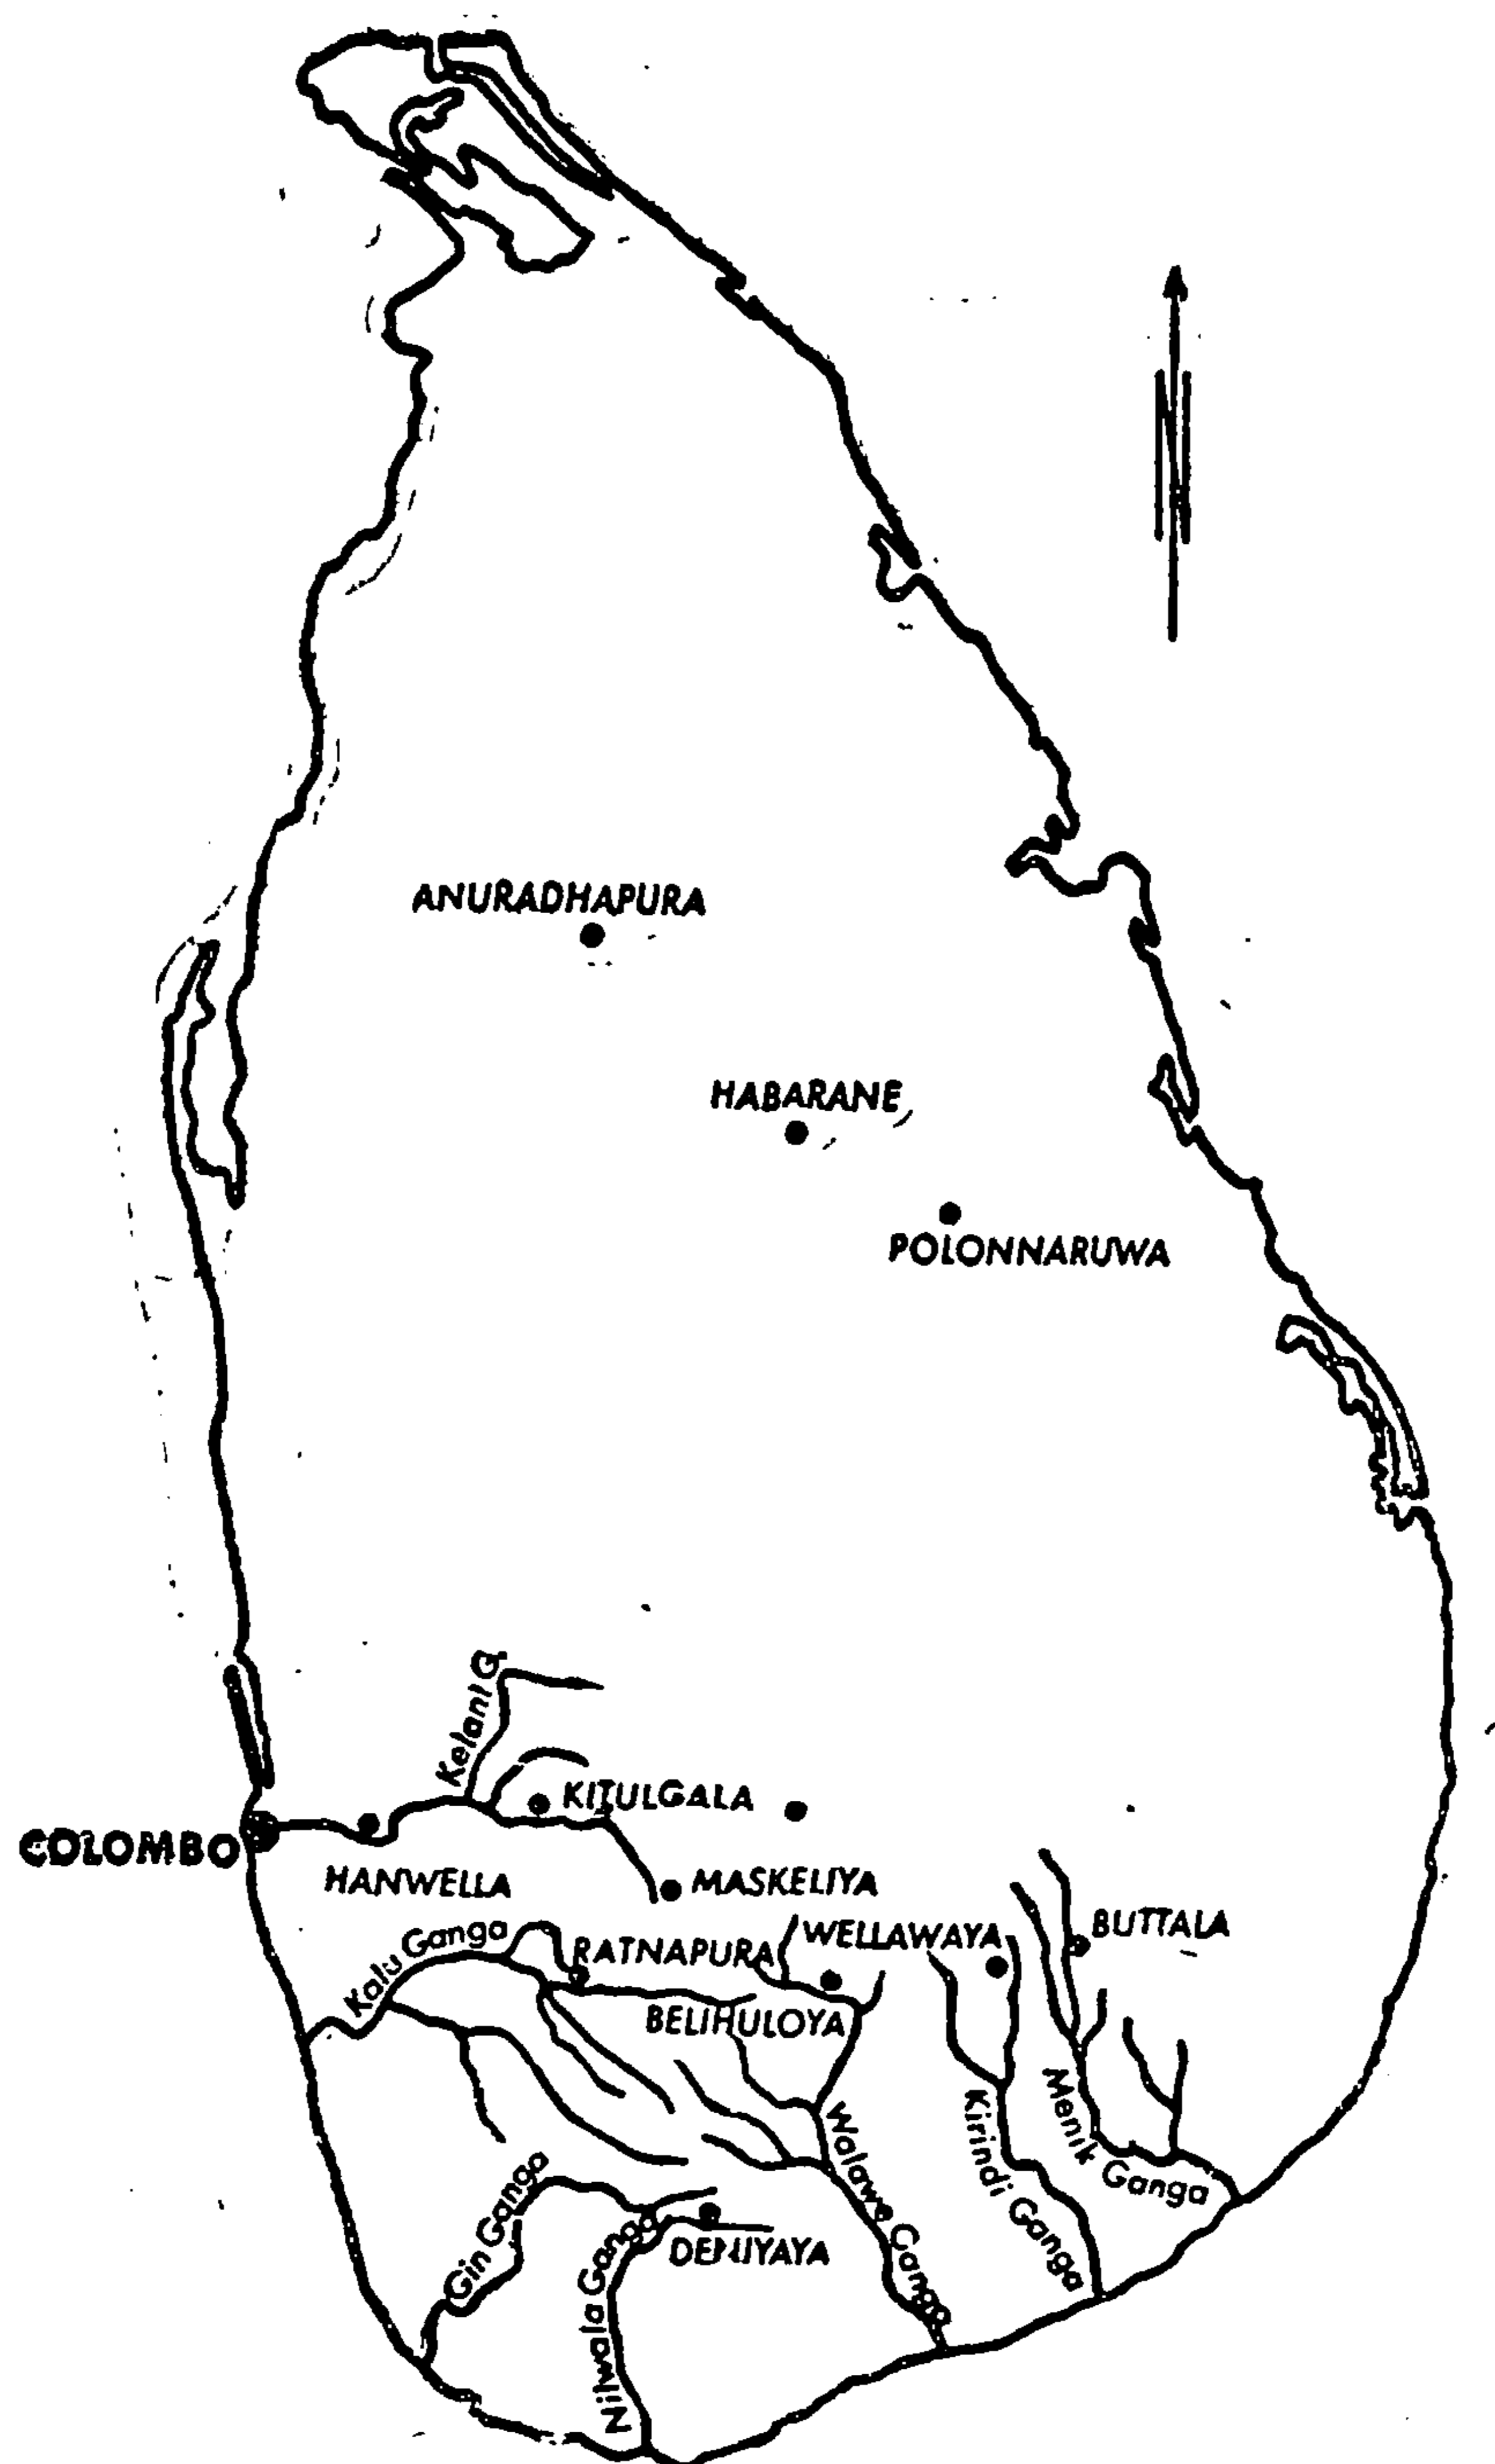 N
ANURADHAPURA
HABARANE
POLONNARUWA
Kelani G
KITULGALA
COLOMBO
HANWELLA
MASKELIYA
BUTTALA
Kalu Ganga
WELLAWAYA
RATNAPURA
BELIHULOYA
Menik Ganga
Kirindi Ganga
Walawe Ganga
Gin Ganga
DENIYAYA
Nilwala Ganga